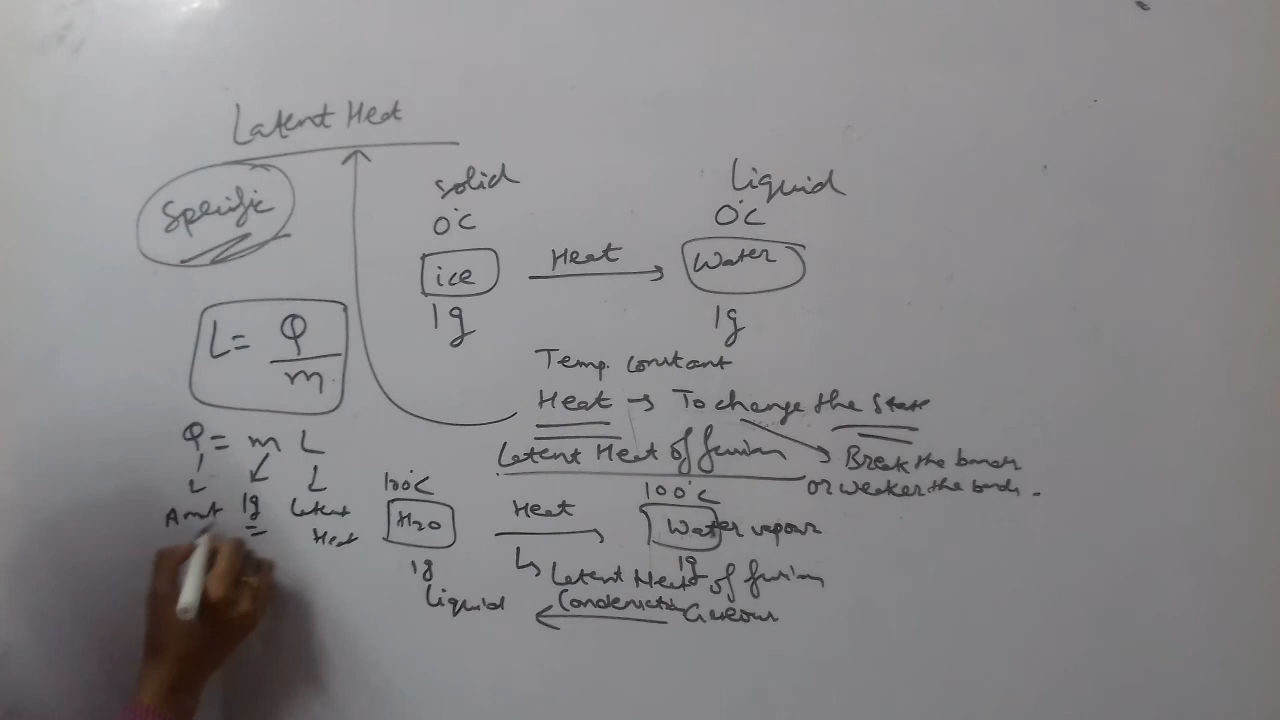 Latent Heat
Specific
solid
0°C
ice
1g
Heat
Liquid
0°C
Water
1g
L = Q/m
Temp. constant
Heat → To change the state
Latent Heat of fusion
Break the bonds
or weaker the bonds.
Q = m L
Amt 1g Latent Heat
100°C
H2O
1g
Liquid
Heat
100°C
Water vapour
1g
Latent Heat of fusion
Condensation
Gaseous